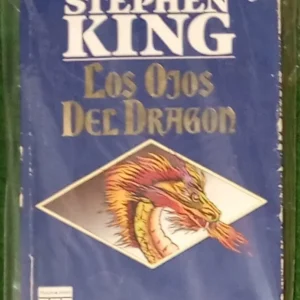 STEPHEN
KING
LOS OJOS
DEL DRAGON